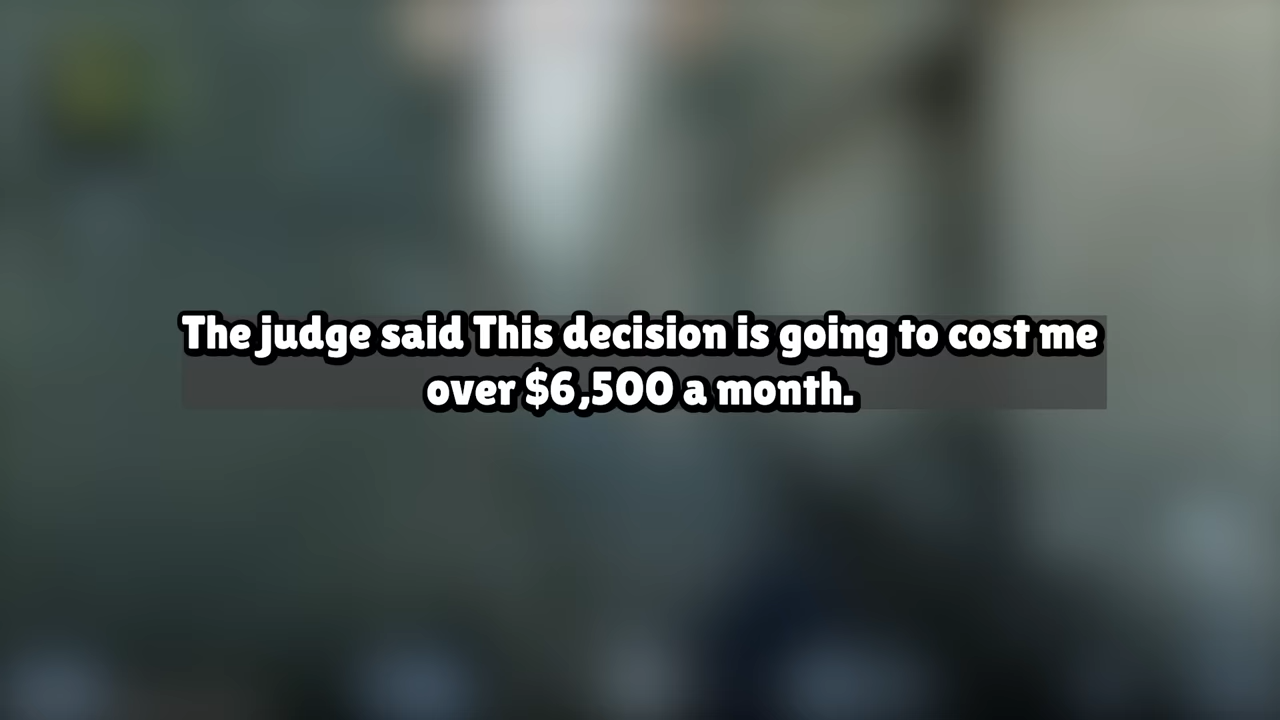 The judge said This decision is going to cost me
over $6,500 a month.